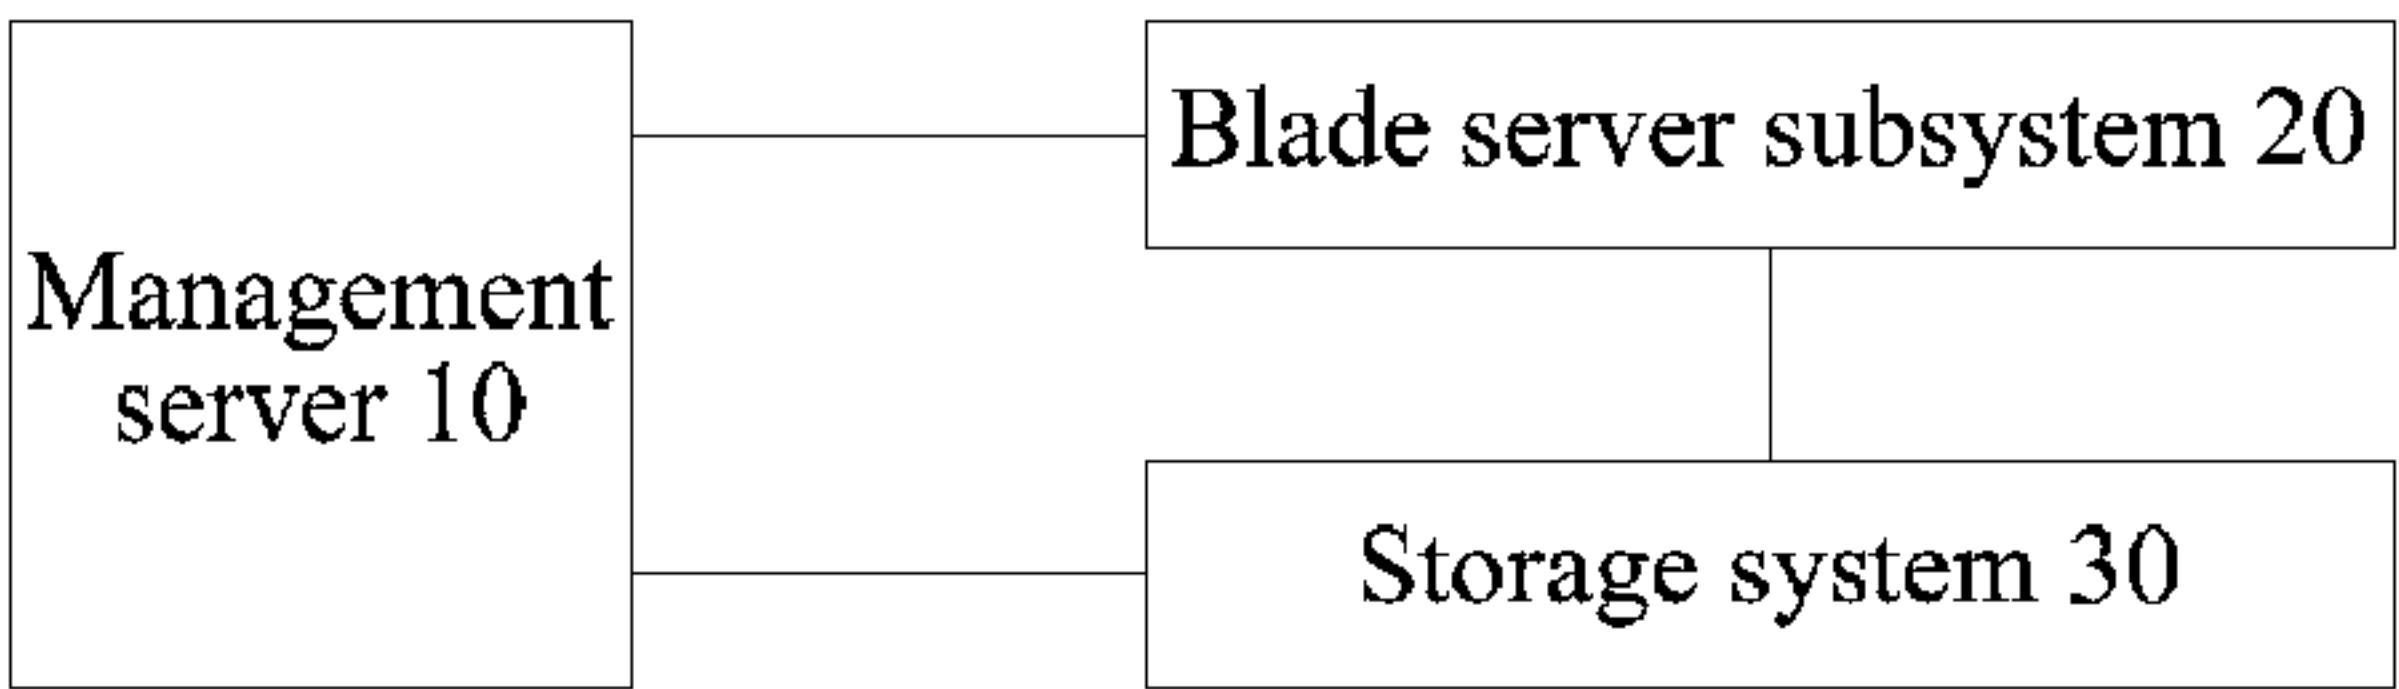 Management
server 10
Blade server subsystem 20
Storage system 30